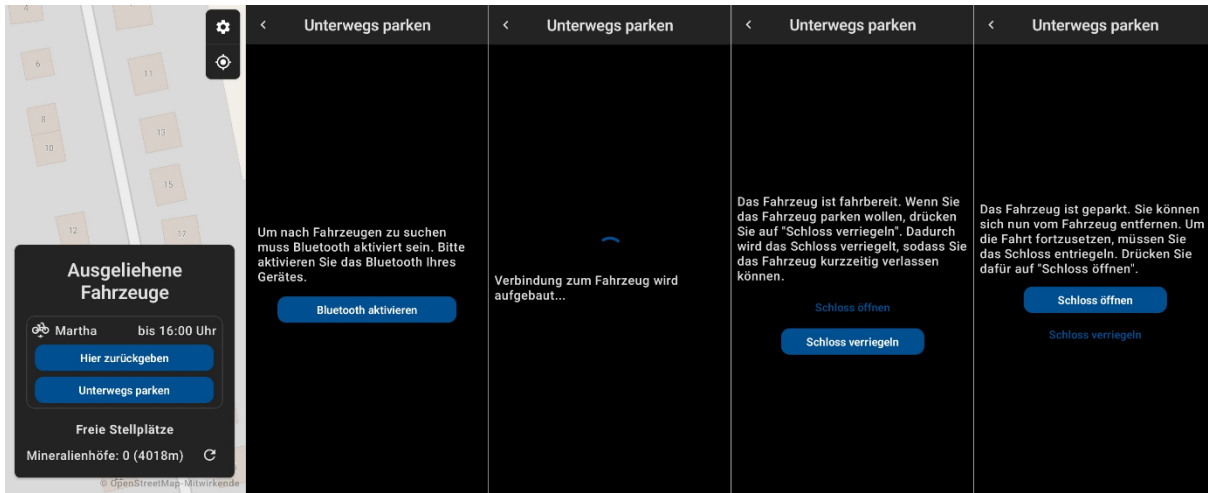 4
6
11
8
10
13
15
12
17
Ausgeliehene
Fahrzeuge
Martha bis 16:00 Uhr
Hier zurückgeben
Unterwegs parken
Freie Stellplätze
Mineralienhöfe: 0 (4018m)
© OpenStreetMap-Mitwirkende
Unterwegs parken
Um nach Fahrzeugen zu suchen
muss Bluetooth aktiviert sein. Bitte
aktivieren Sie das Bluetooth Ihres
Gerätes.
Bluetooth aktivieren
Unterwegs parken
Verbindung zum Fahrzeug wird
aufgebaut...
Unterwegs parken
Das Fahrzeug ist fahrbereit. Wenn Sie
das Fahrzeug parken wollen, drücken
Sie auf "Schloss verriegeln". Dadurch
wird das Schloss verriegelt, sodass Sie
das Fahrzeug kurzzeitig verlassen
können.
Schloss öffnen
Schloss verriegeln
Unterwegs parken
Das Fahrzeug ist geparkt. Sie können
sich nun vom Fahrzeug entfernen. Um
die Fahrt fortzusetzen, müssen Sie
das Schloss entriegeln. Drücken Sie
dafür auf "Schloss öffnen".
Schloss öffnen
Schloss verriegeln